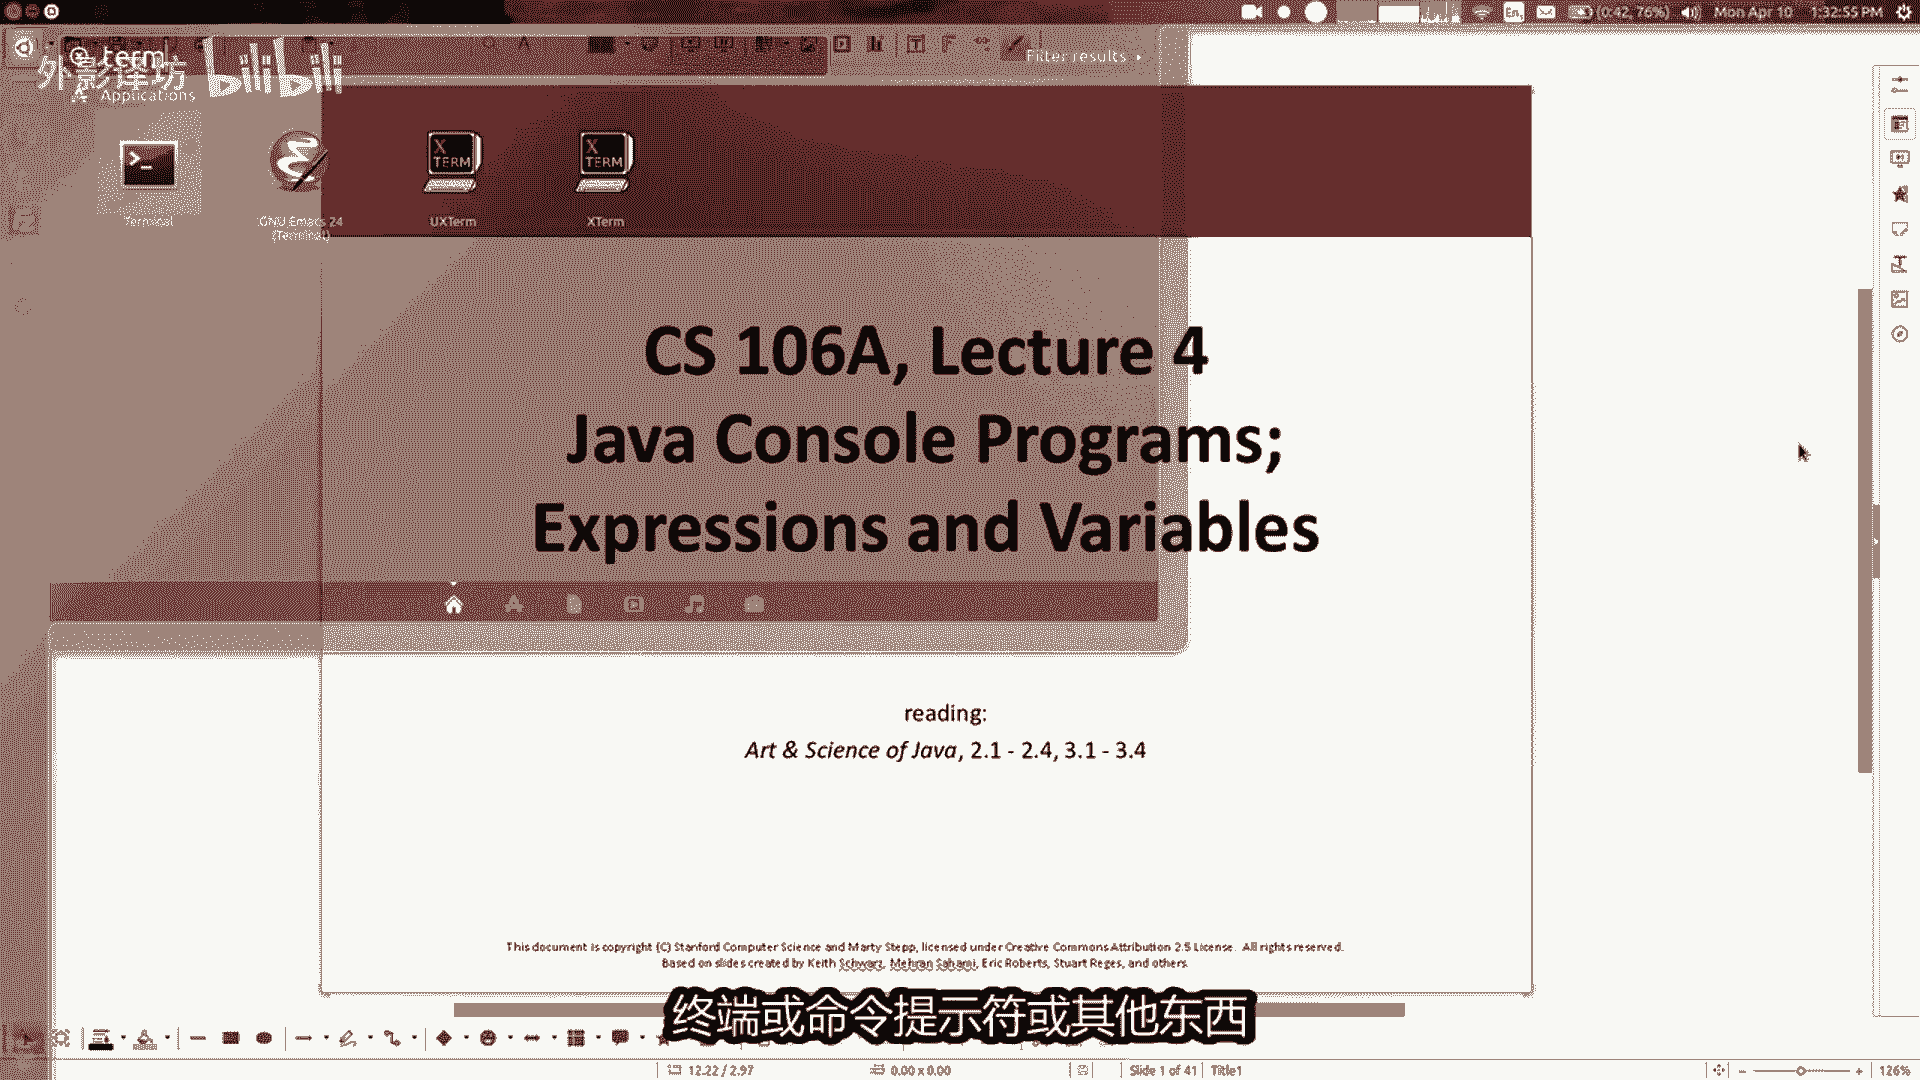 (0:42, 76%)
Mon Apr 10
1:32:55 PM
En
term
Filter results
外影译坊 bilibili
Applications
X TERM
X TERM
Terminal
GNU Emacs 24
(Terminal)
UXTerm
XTerm
CS 106A, Lecture 4
Java Console Programs;
Expressions and Variables
reading:
Art & Science of Java, 2.1 - 2.4, 3.1 - 3.4
This document is copyright (C) Stanford Computer Science and Marty Stepp, licensed under Creative Commons Attribution 2.5 License. All rights reserved.
Based on slides created by Keith Schwarz, Mehran Sahami, Eric Roberts, Stuart Reges, and others.
终端或命令提示符或其他东西
12.22 / 2.97
0.00 x 0.00
Slide 1 of 41
Title1
126%